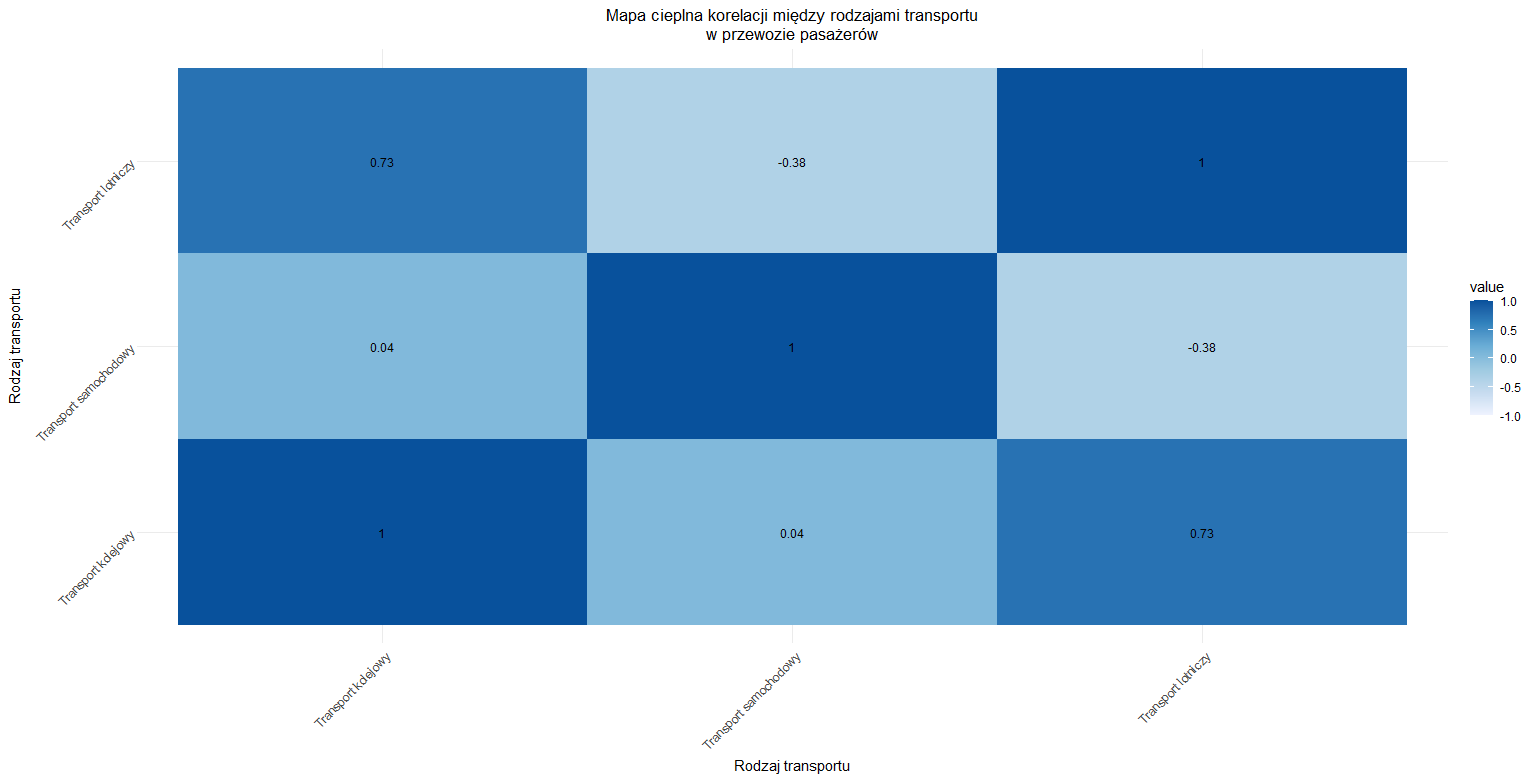 Mapa cieplna korelacji między rodzajami transportu
w przewozie pasażerów
Rodzaj transportu
Transport lotniczy
Transport samochodowy
Transport kolejowy
0.73
-0.38
1
0.04
1
-0.38
1
0.04
0.73
Transport kolejowy
Transport samochodowy
Transport lotniczy
Rodzaj transportu
value
1.0
0.5
0.0
-0.5
-1.0